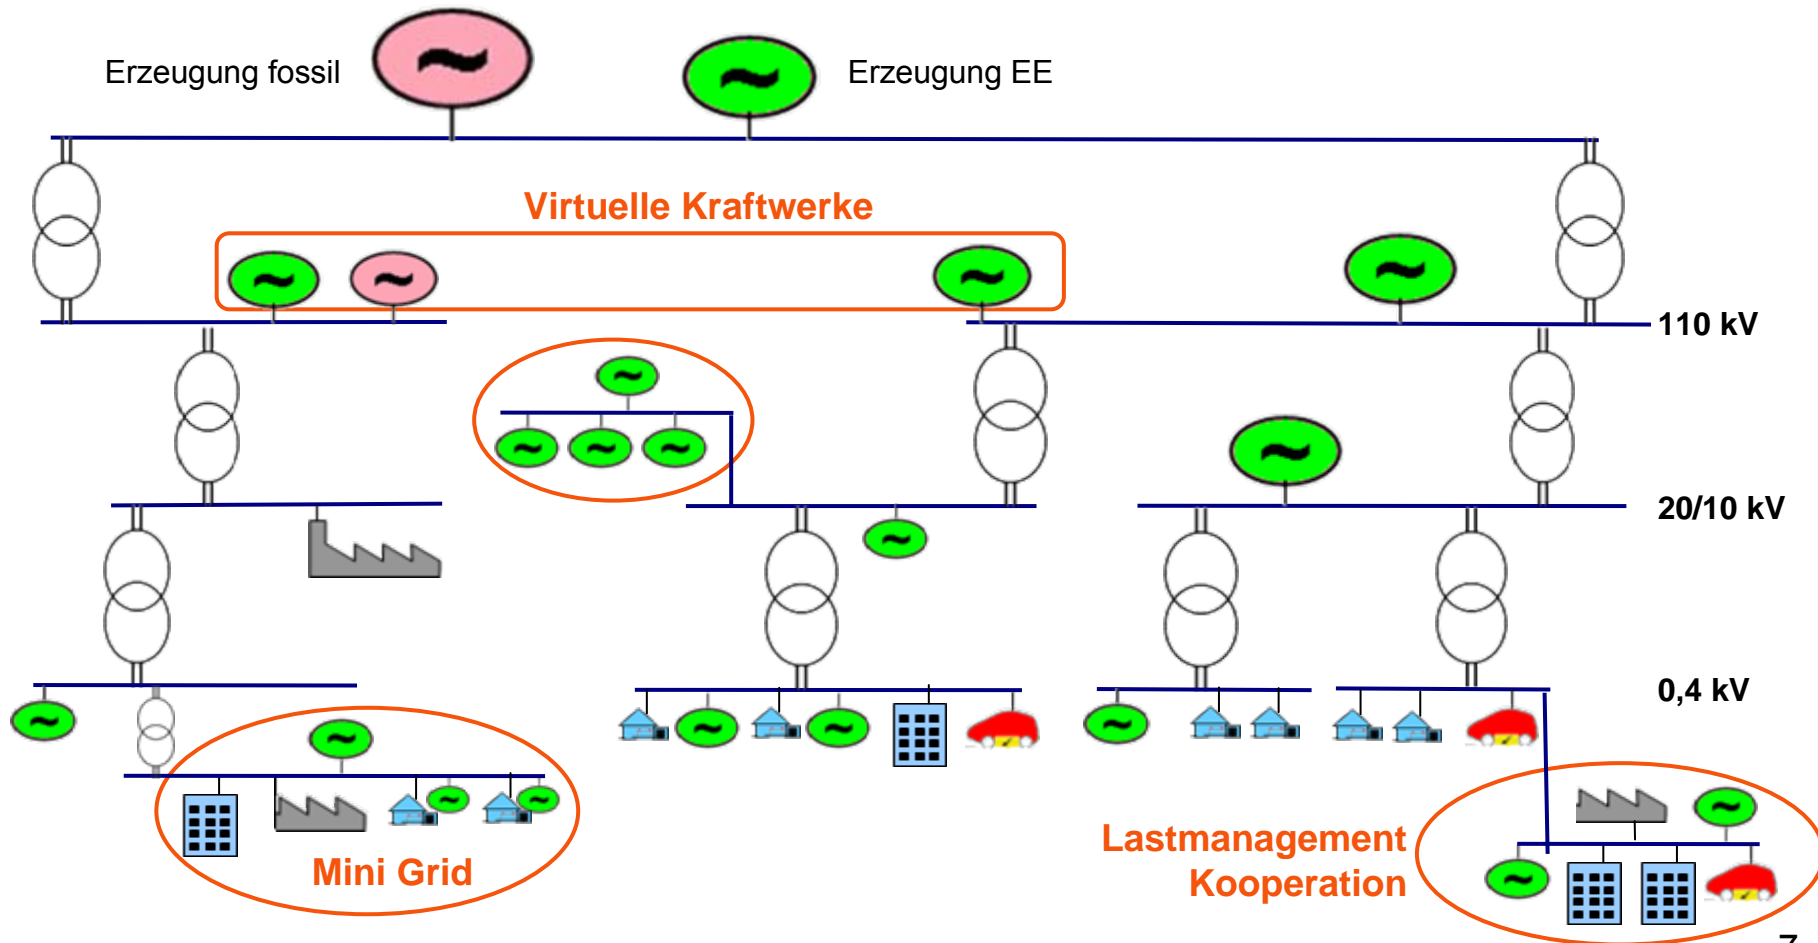 Erzeugung fossil
Erzeugung EE
Virtuelle Kraftwerke
110 kV
20/10 kV
0,4 kV
Mini Grid
Lastmanagement
Kooperation